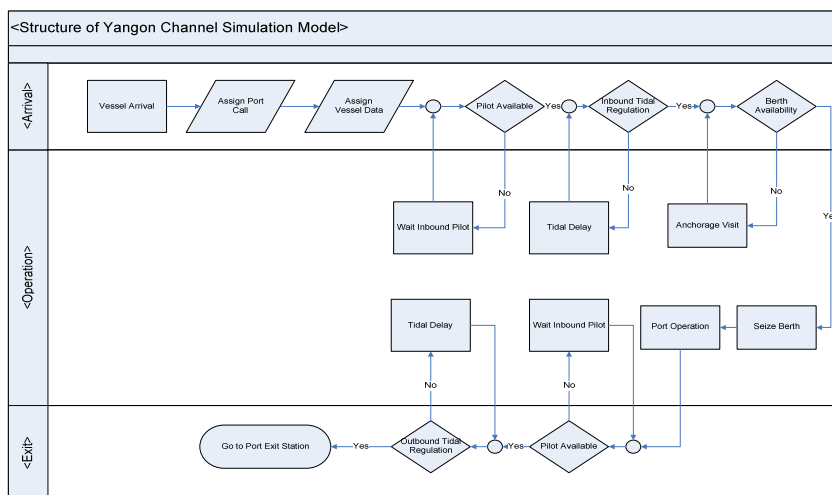 <Structure of Yangon Channel Simulation Model>
<Arrival>
Vessel Arrival
Assign Port
Call
Assign
Vessel Data
Pilot Available
Yes
Inbound Tidal
Regulation
Yes
Berth
Availability
No
No
No
Ye
<Operation>
Wait Inbound Pilot
Tidal Delay
Anchorage Visit
Tidal Delay
Wait Inbound Pilot
Port Operation
Seize Berth
No
No
<Exit>
Go to Port Exit Station
Yes
Outbound Tidal
Regulation
Yes
Pilot Available